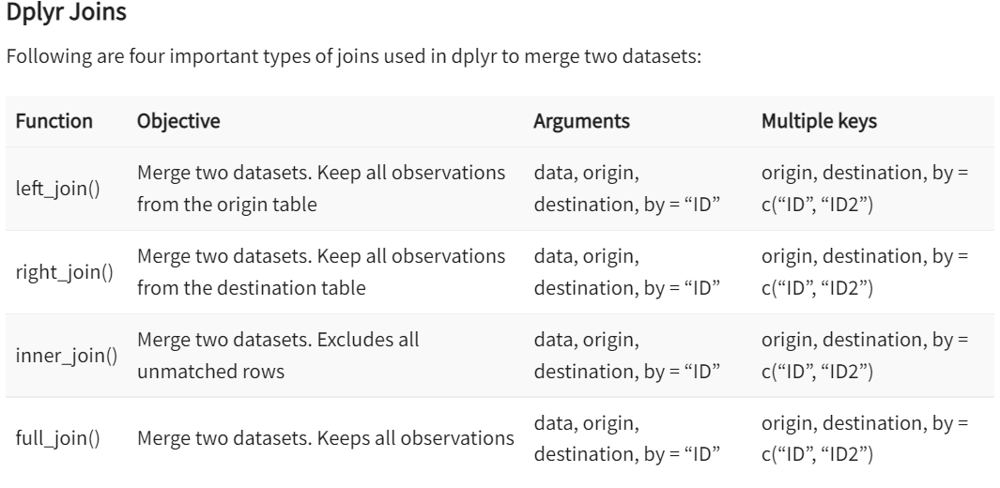 Dplyr Joins
Following are four important types of joins used in dplyr to merge two datasets:
Function Objective Arguments Multiple keys
left_join()
Merge two datasets. Keep all observations
from the origin table
data, origin,
destination, by = “ID”
origin, destination, by =
c(“ID”, “ID2”)
right_join()
Merge two datasets. Keep all observations
from the destination table
data, origin,
destination, by = “ID”
origin, destination, by =
c(“ID”, “ID2”)
inner_join()
Merge two datasets. Excludes all
unmatched rows
data, origin,
destination, by = “ID”
origin, destination, by =
c(“ID”, “ID2”)
full_join()
Merge two datasets. Keeps all observations
data, origin,
destination, by = “ID”
origin, destination, by =
c(“ID”, “ID2”)